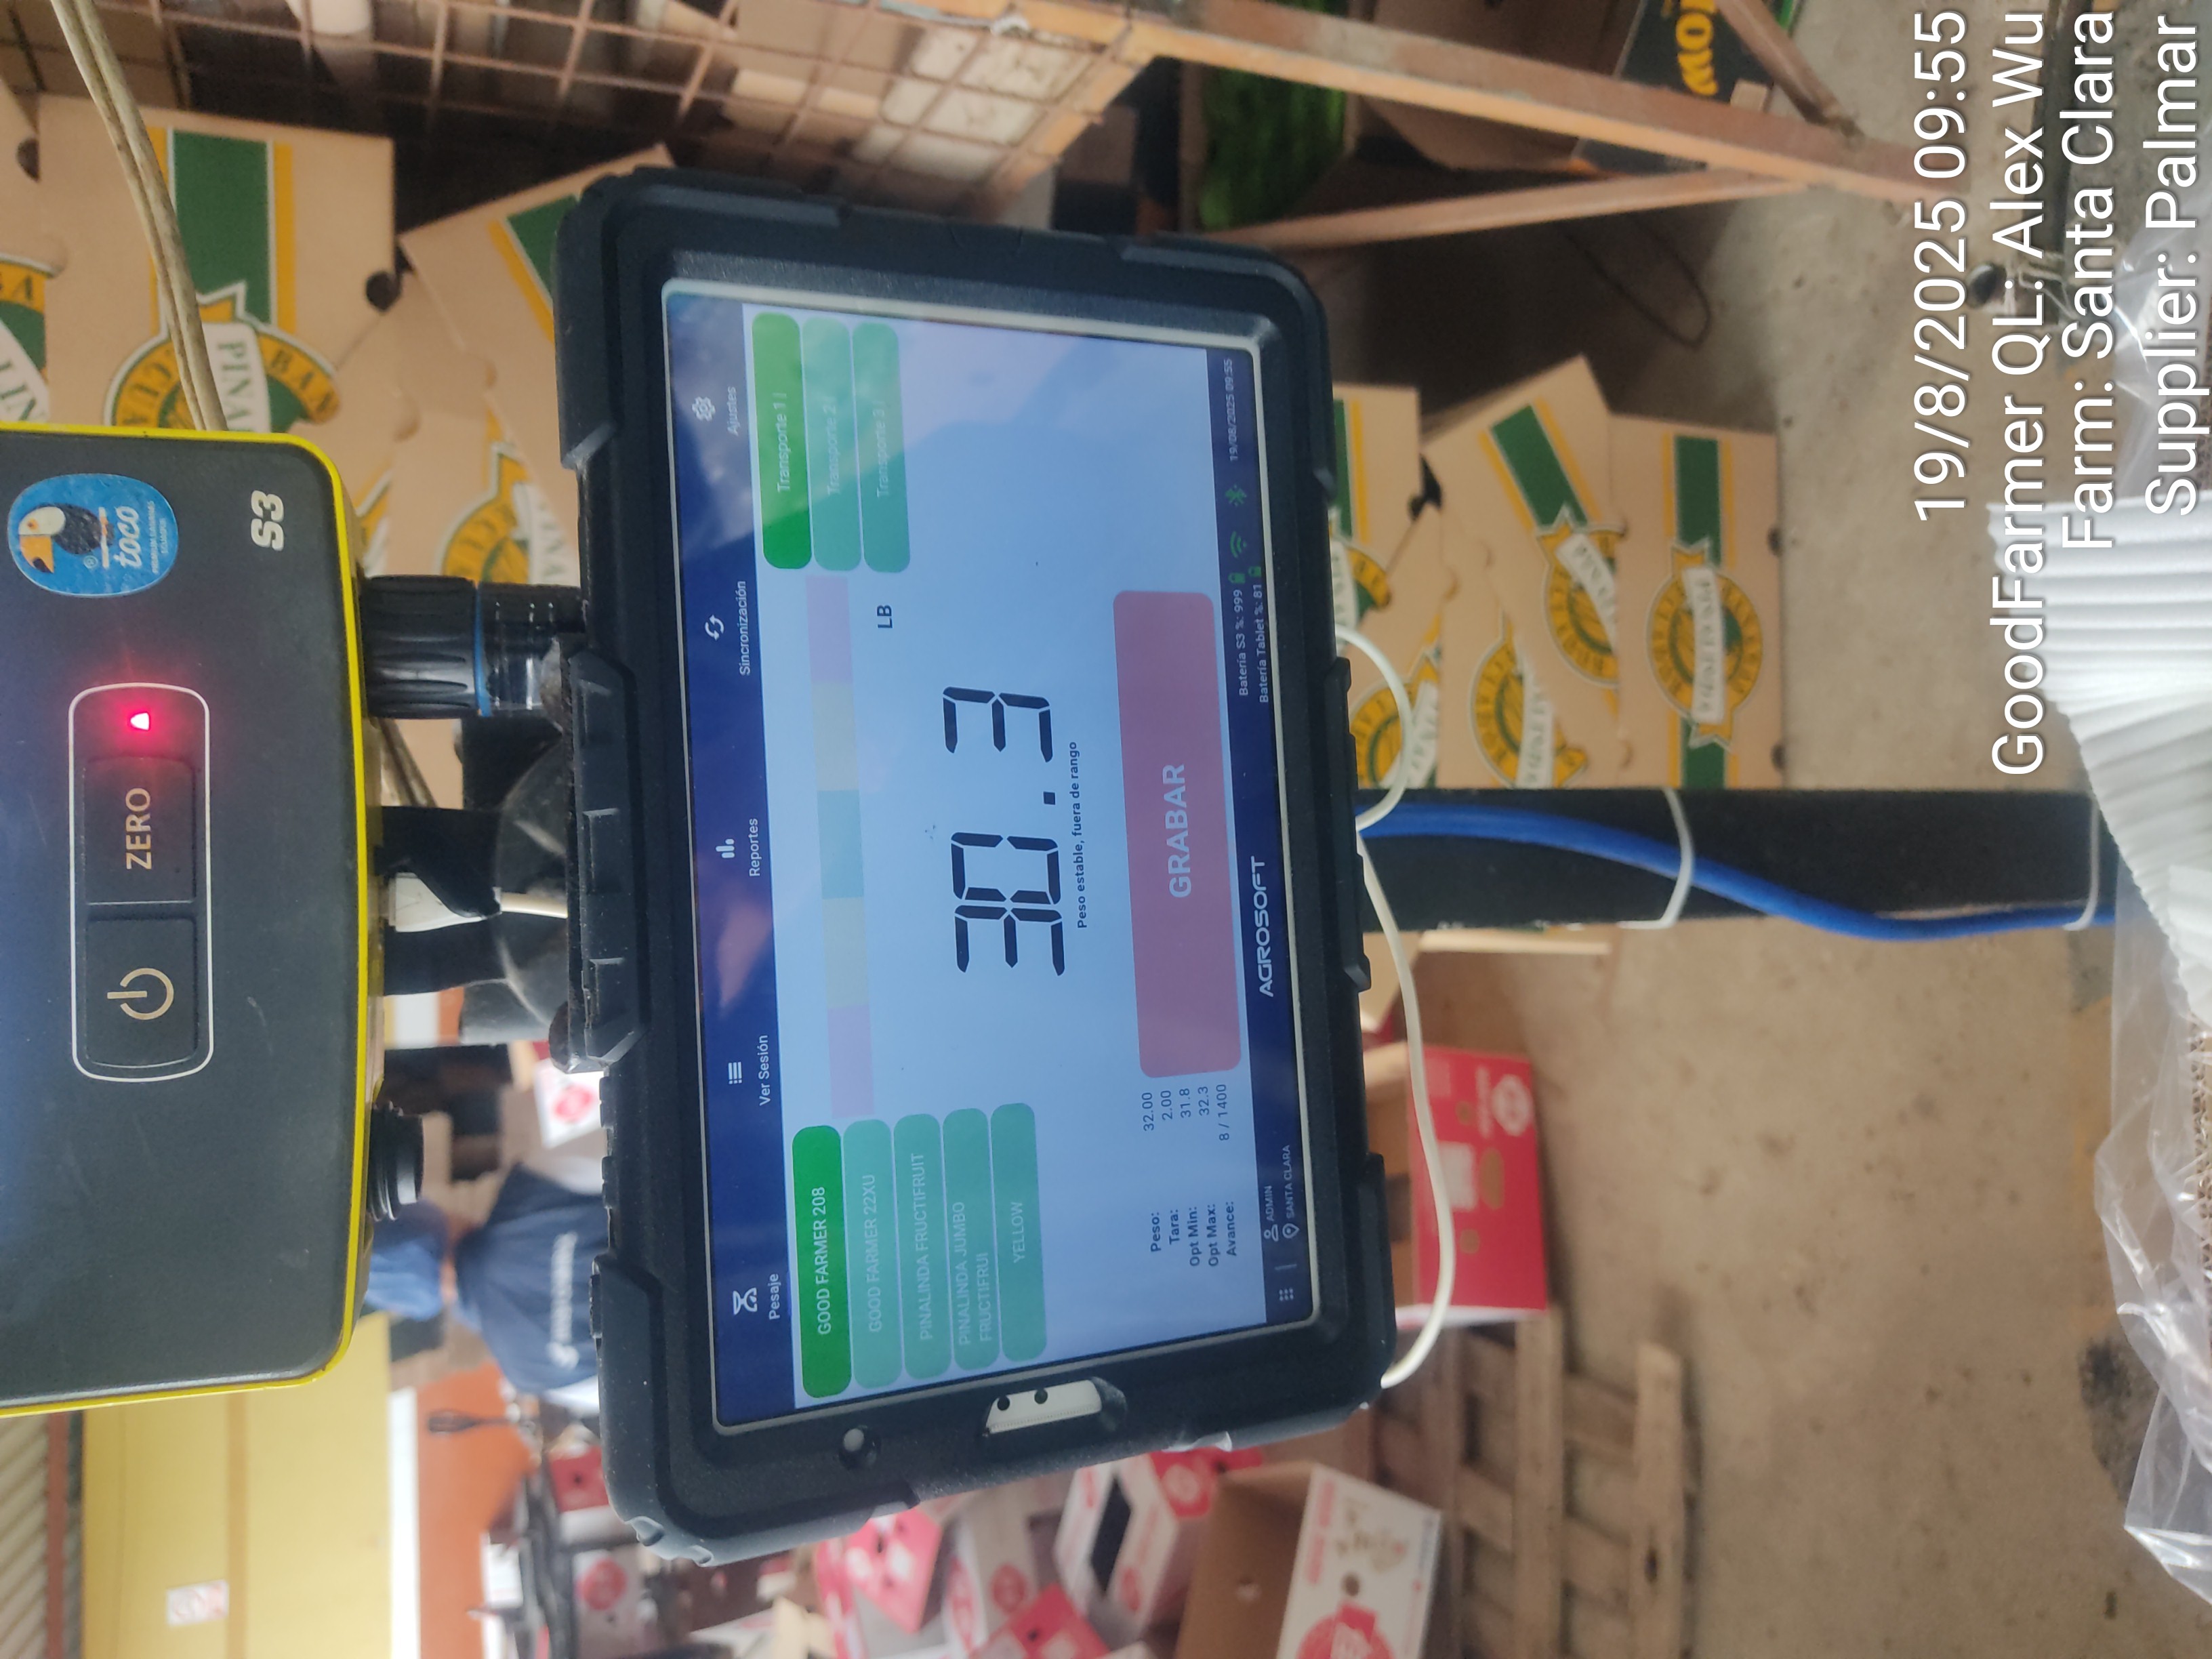 ZERO
toco
PREMIUM BANANAS
ECUADOR
S3
Pesaje
Ver Sesión
Reportes
Sincronización
Ajustes
GOOD FARMER 208
GOOD FARMER 22XU
PINALINDA FRUCTIFRUIT
PINALINDA JUMBO
FRUCTIFRUI
YELLOW
Transporte 1 |
Transporte 2 |
Transporte 3 |
LB
30.3
Peso estable, fuera de rango
Peso: 32.00
Tara: 2.00
Opt Min: 31.8
Opt Max: 32.3
Avance: 8 / 1400
GRABAR
ADMIN
SANTA CLARA
AGROSOFT
Batería S3 %: 999
Batería Tablet %: 81
19/08/2025 09:55
19/8/2025 09:55
GoodFarmer QL: Alex Wu
Farm: Santa Clara
Supplier: Palmar